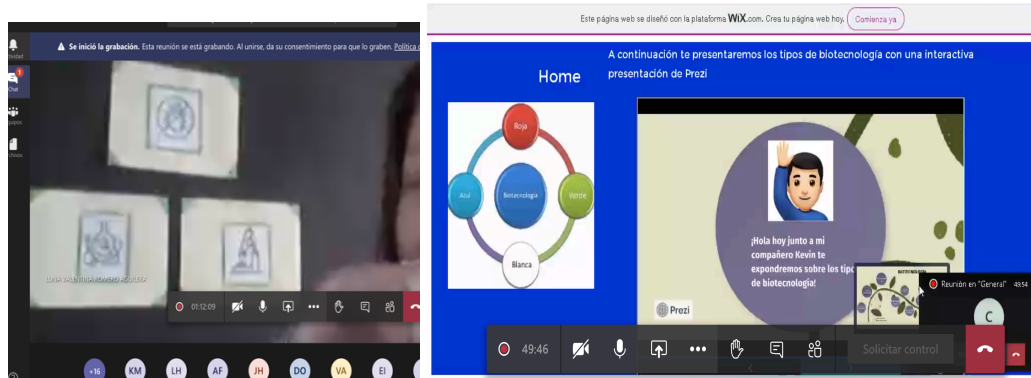 Se inició la grabación. Esta reunión se está grabando. Al unirse, da su consentimiento para que lo graben. Política
Chat
LUNA VALENTINA ROMERO AGUILERA
01:12:09
+16 KM LH AF JH DO VA EI
Este página web se diseñó con la plataforma WiX.com. Crea tu página web hoy. Comienza ya
A continuación te presentaremos los tipos de biotecnología con una interactiva
presentación de Prezi
Home
Roja
Azul
Biotecnología
Verde
Blanca
¡Hola hoy junto a mi
compañero Kevin te
expondremos sobre los tipo
de biotecnología!
Prezi
BIOTECNOLOGÍA
Reunión en "General" 49:54
C
49:46
Solicitar control